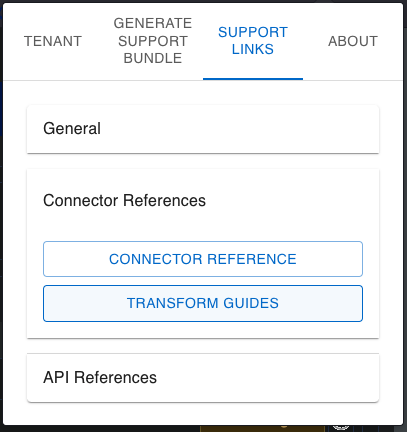 TENANT
GENERATE
SUPPORT
BUNDLE
SUPPORT
LINKS
ABOUT
General
Connector References
CONNECTOR REFERENCE
TRANSFORM GUIDES
API References